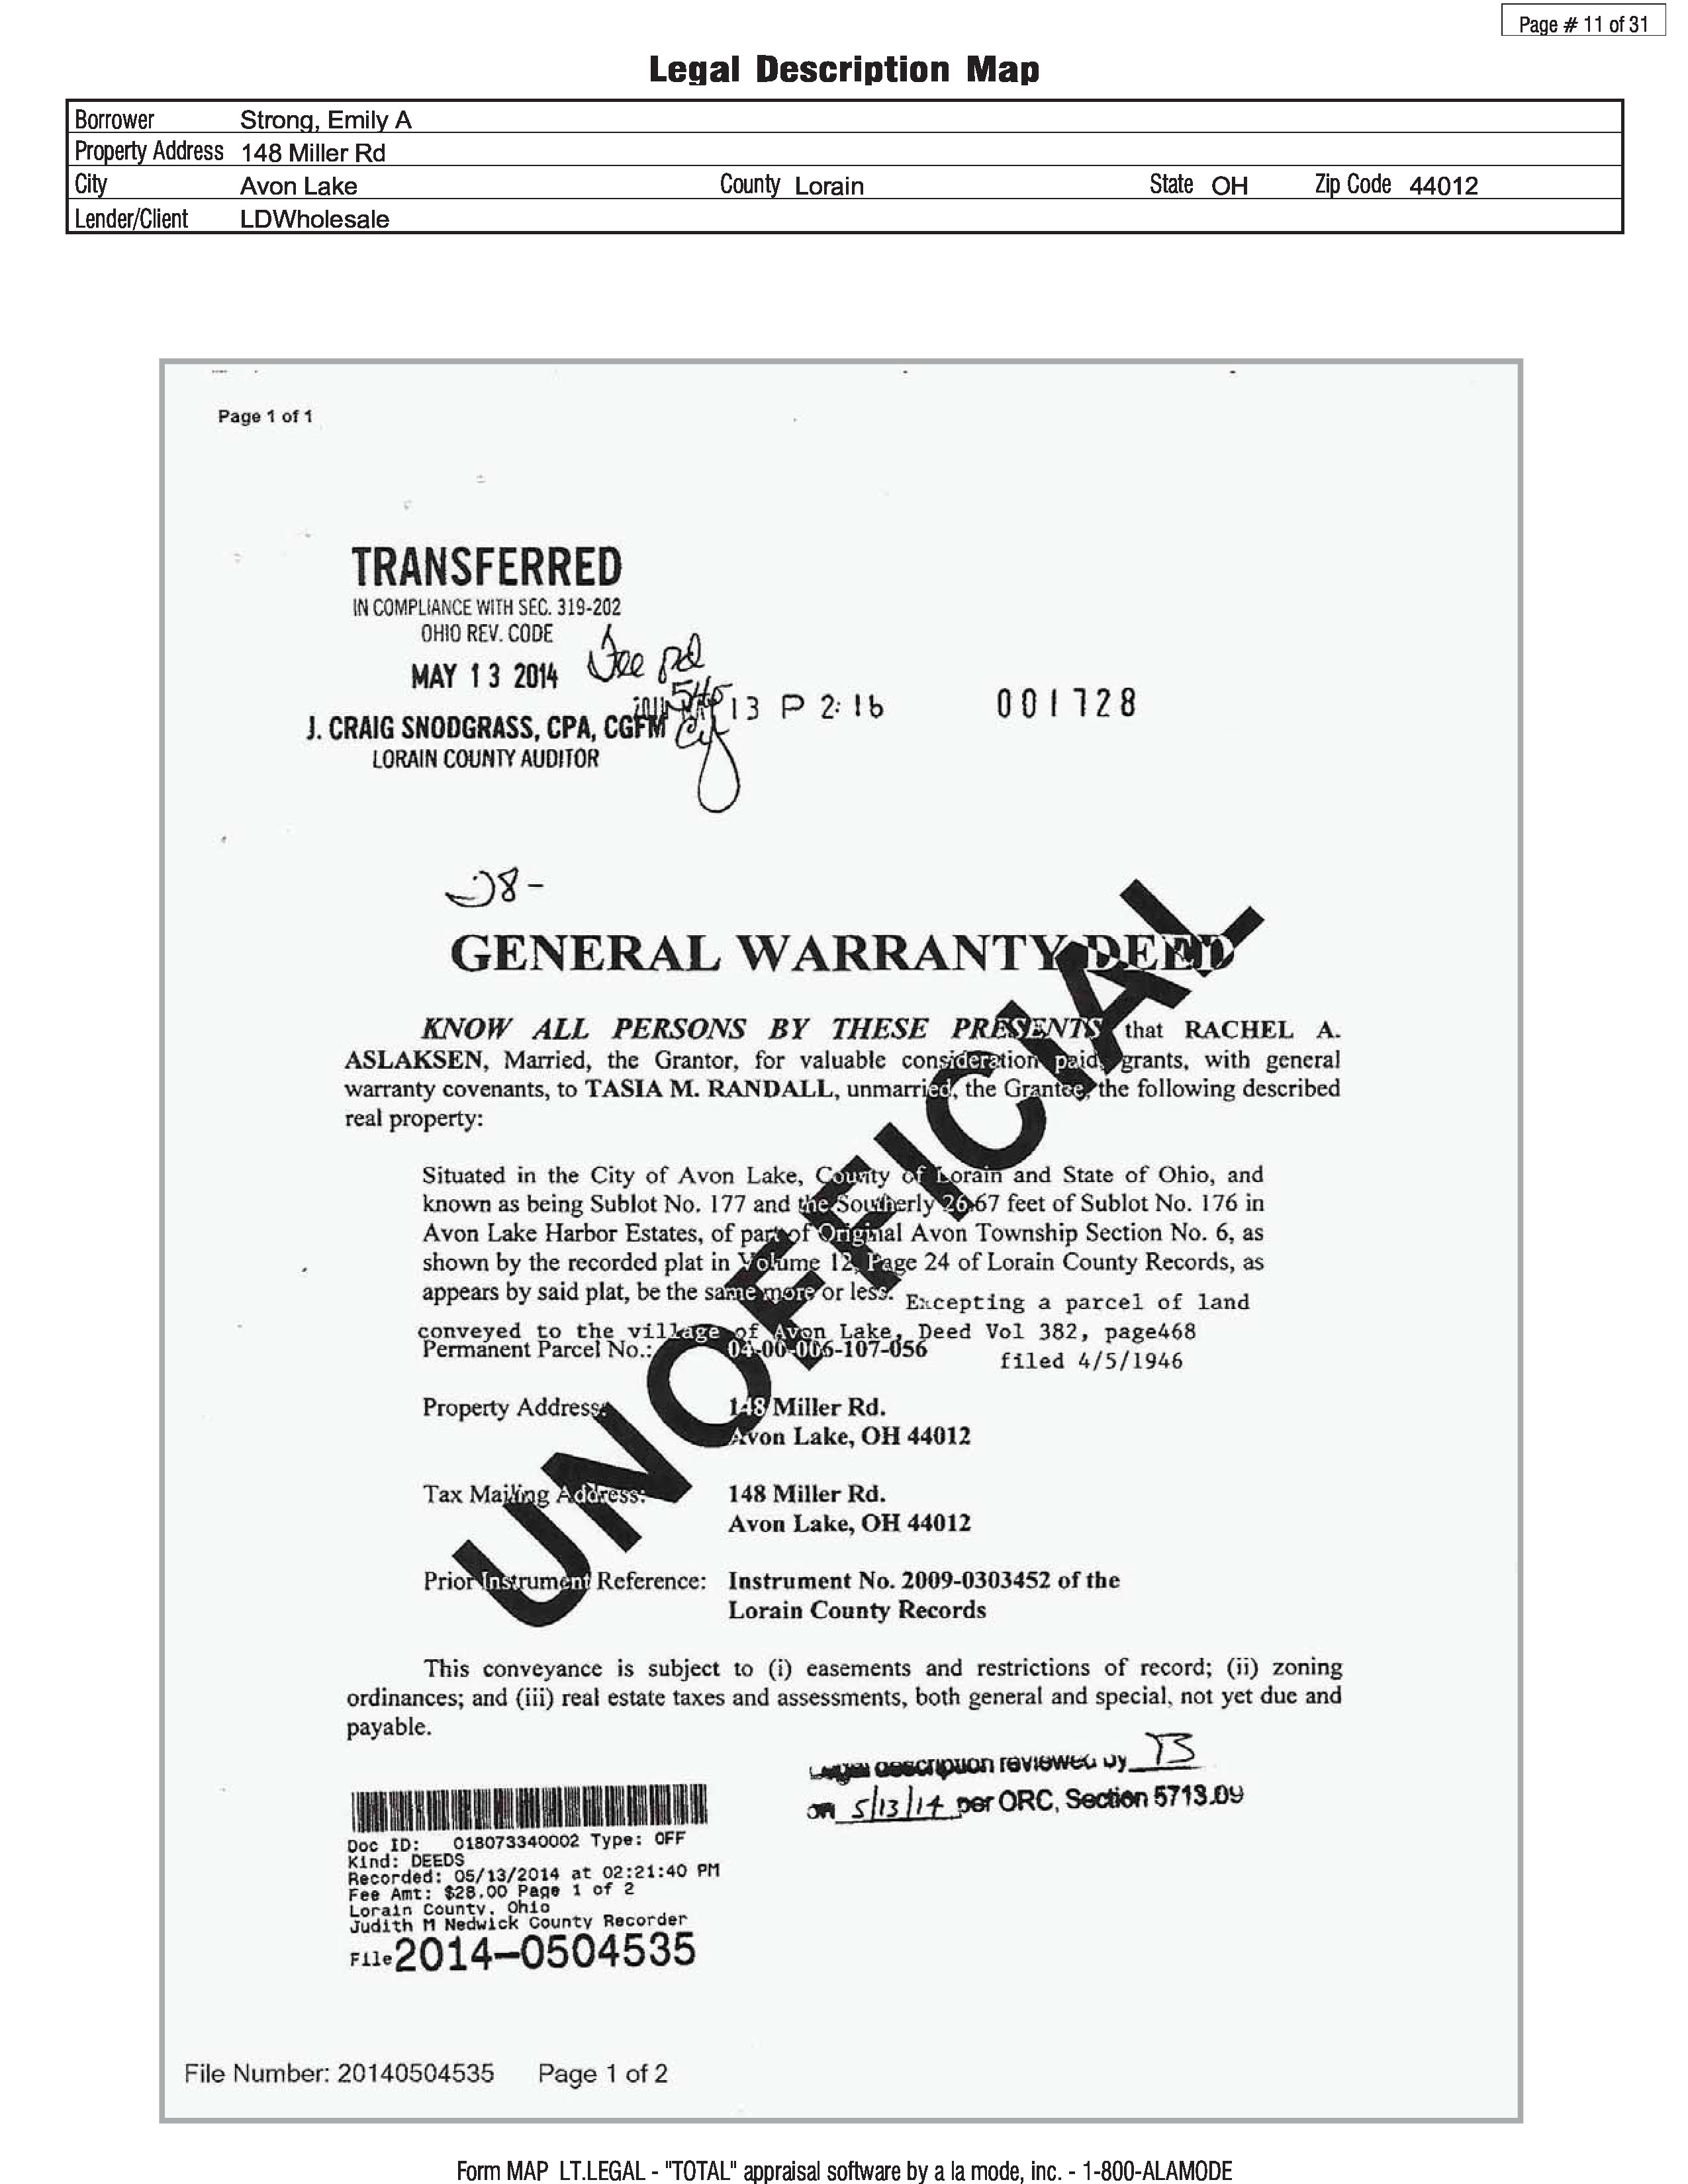 Page # 11 of 31
Legal Description Map
Borrower Strong, Emily A
Property Address 148 Miller Rd
City Avon Lake County Lorain State OH Zip Code 44012
Lender/Client LDWholesale
Page 1 of 1
TRANSFERRED
IN COMPLIANCE WITH SEC. 319-202
OHIO REV. CODE
MAY 13 2014
J. CRAIG SNODGRASS, CPA, CGFM
LORAIN COUNTY AUDITOR
13 P 2:16
001728
GENERAL WARRANTY DEED
KNOW ALL PERSONS BY THESE PRESENTS that RACHEL A.
ASLAKSEN, Married, the Grantor, for valuable consideration paid, grants, with general
warranty covenants, to TASIA M. RANDALL, unmarried, the Grantee, the following described
real property:
Situated in the City of Avon Lake, County of Lorain and State of Ohio, and
known as being Sublot No. 177 and the Southerly 26.67 feet of Sublot No. 176 in
Avon Lake Harbor Estates, of part of Original Avon Township Section No. 6, as
shown by the recorded plat in Volume 12, Page 24 of Lorain County Records, as
appears by said plat, be the same more or less. Excepting a parcel of land
conveyed to the village of Avon Lake, Deed Vol 382, page468
filed 4/5/1946
Permanent Parcel No.: 04-00-006-107-056
Property Address: 148 Miller Rd.
Avon Lake, OH 44012
Tax Mailing Address: 148 Miller Rd.
Avon Lake, OH 44012
Prior Instrument Reference: Instrument No. 2009-0303452 of the
Lorain County Records
UNOFFICIAL
This conveyance is subject to (i) easements and restrictions of record; (ii) zoning
ordinances; and (iii) real estate taxes and assessments, both general and special, not yet due and
payable.
Legal description reviewed by
on 5/13/14 per ORC, Section 5713.09
Doc ID: 018073340002 Type: OFF
Kind: DEEDS
Recorded: 05/13/2014 at 02:21:40 PM
Fee Amt: $28.00 Page 1 of 2
Lorain County, Ohio
Judith M Nedwick County Recorder
File 2014-0504535
File Number: 20140504535 Page 1 of 2
Form MAP LT.LEGAL - "TOTAL" appraisal software by a la mode, inc. - 1-800-ALAMODE